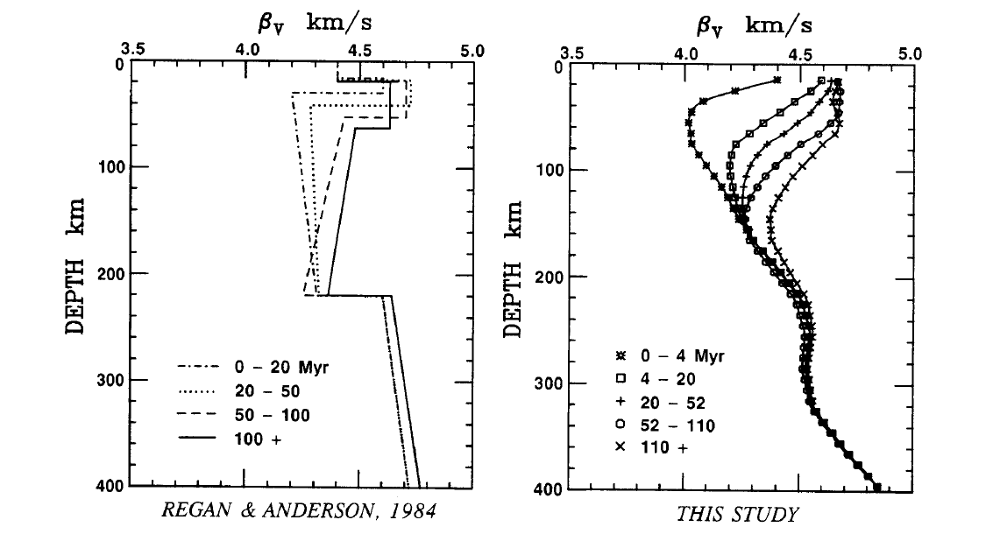 βV km/s
3.5 4.0 4.5 5.0
0
100
200
300
400
DEPTH km
0 – 20 Myr
20 – 50
50 – 100
100 +
REGAN & ANDERSON, 1984
βV km/s
3.5 4.0 4.5 5.0
0
100
200
300
400
DEPTH km
0 – 4 Myr
4 – 20
20 – 52
52 – 110
110 +
THIS STUDY